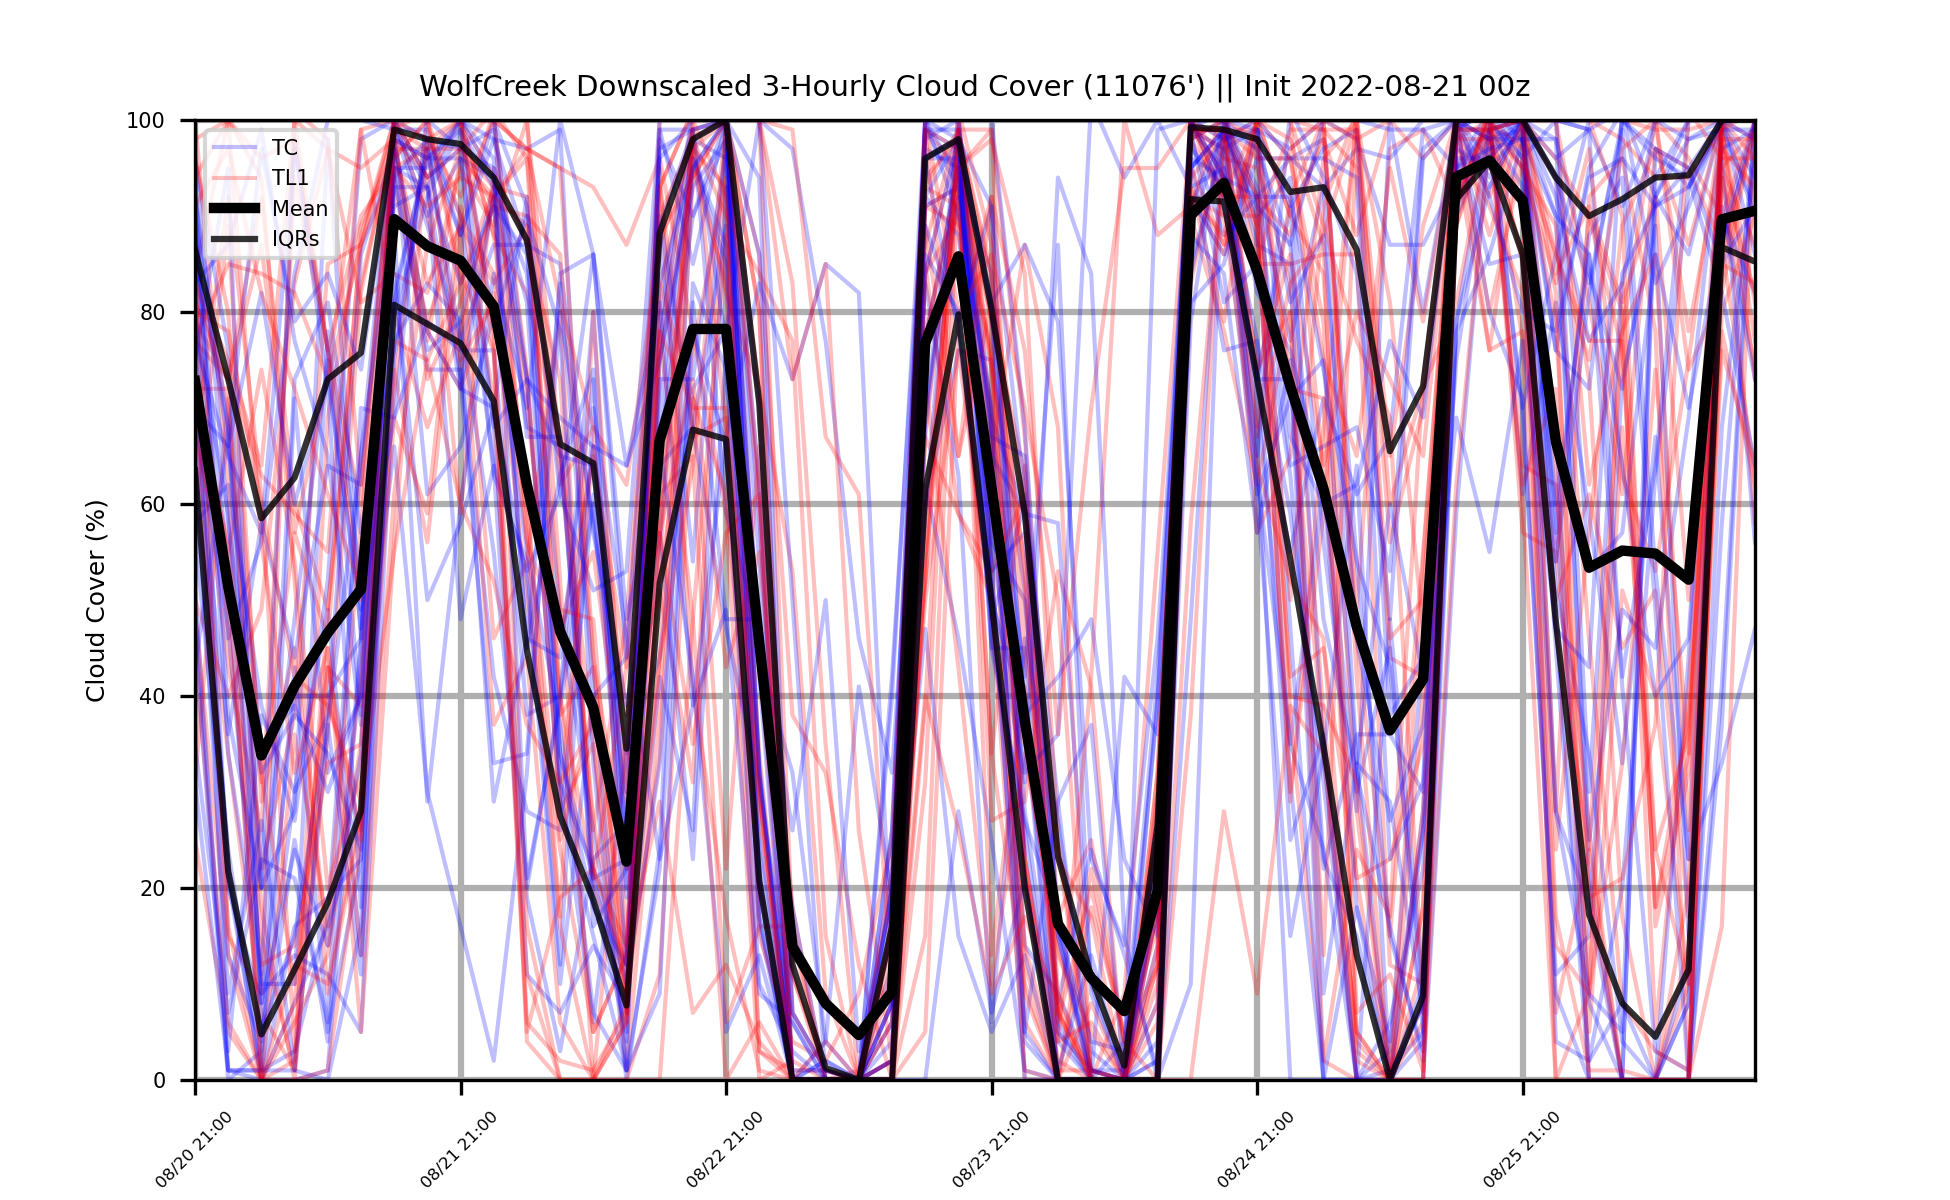 WolfCreek Downscaled 3-Hourly Cloud Cover (11076') || Init 2022-08-21 00z
100
80
60
40
20
0
Cloud Cover (%)
TC
TL1
Mean
IQRs
08/20 21:00
08/21 21:00
08/22 21:00
08/23 21:00
08/24 21:00
08/25 21:00